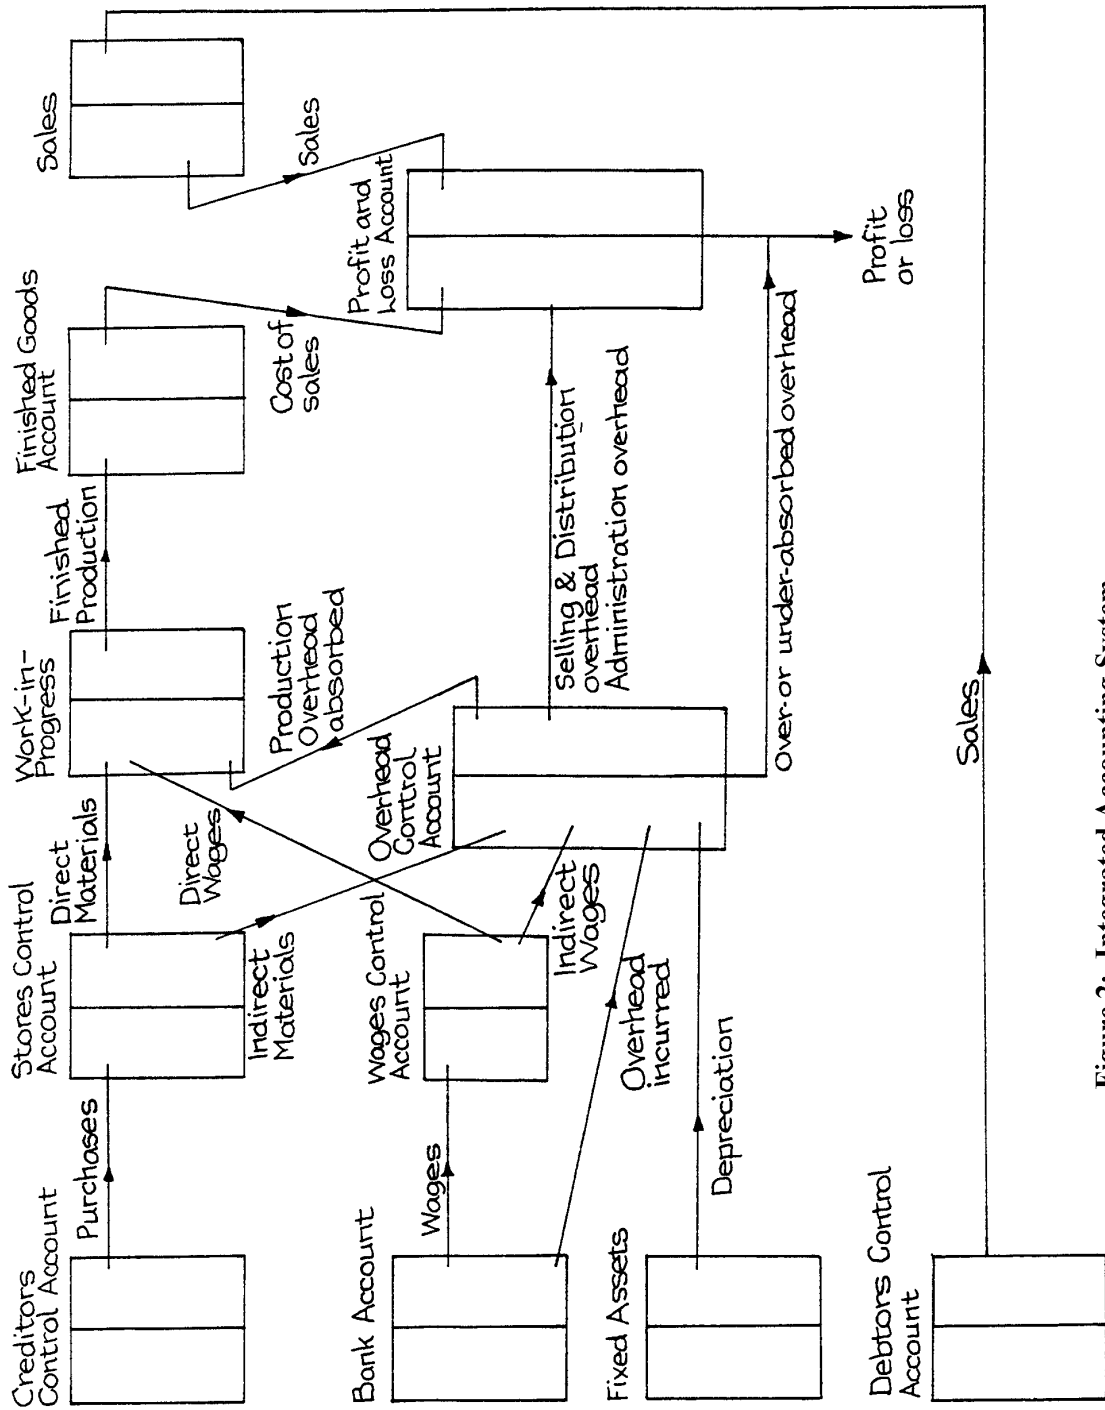 Creditors
Control Account
Purchases
Stores Control
Account
Direct
Materials
Indirect
Materials
Work-in-
Progress
Finished
Production
Finished Goods
Account
Cost of
sales
Sales
Sales
Profit and
Loss Account
Profit
or loss
Bank Account
Wages
Wages Control
Account
Direct
Wages
Indirect
Wages
Overhead
Control
Account
Production
Overhead
absorbed
Overhead
incurred
Selling & Distribution
overhead
Administration overhead
Over-or under-absorbed overhead
Fixed Assets
Depreciation
Debtors Control
Account
Sales
Figure 2: Integrated Accounting System